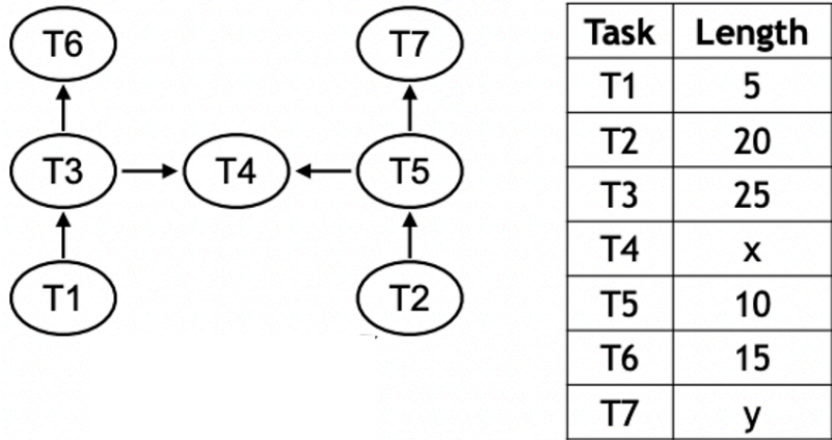 T6 T7
T3 T4 T5
T1 T2
Task Length
T1 5
T2 20
T3 25
T4 x
T5 10
T6 15
T7 y